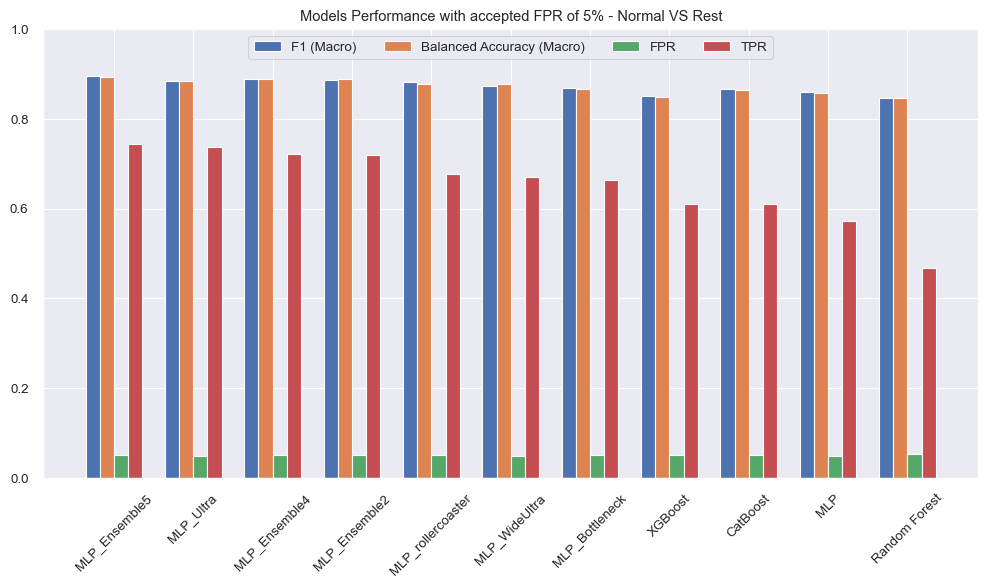 Models Performance with accepted FPR of 5% - Normal VS Rest
F1 (Macro) Balanced Accuracy (Macro) FPR TPR
1.0
0.8
0.6
0.4
0.2
0.0
MLP_Ensemble5
MLP_Ultra
MLP_Ensemble4
MLP_Ensemble2
MLP_rollercoaster
MLP_WideUltra
MLP_Bottleneck
XGBoost
CatBoost
MLP
Random Forest